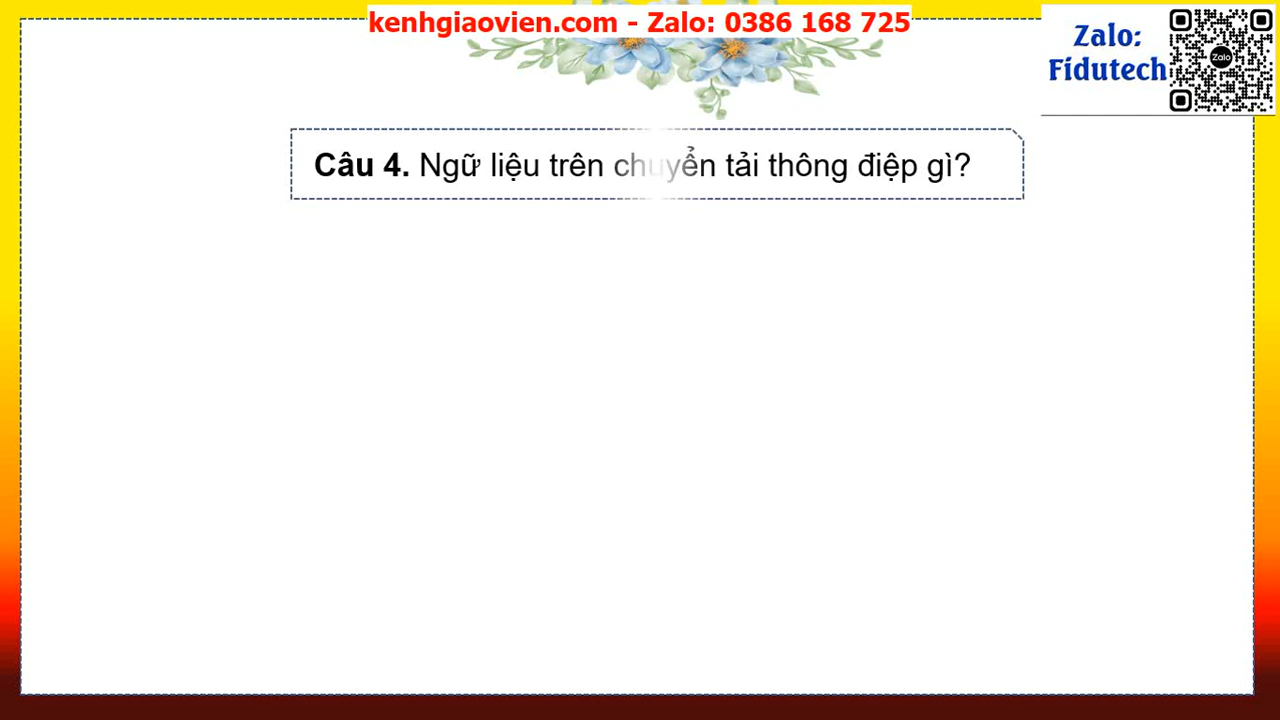 kenhgiaovien.com - Zalo: 0386 168 725
Zalo:
Fidutech
Zalo
Câu 4. Ngữ liệu trên chuyển tải thông điệp gì?